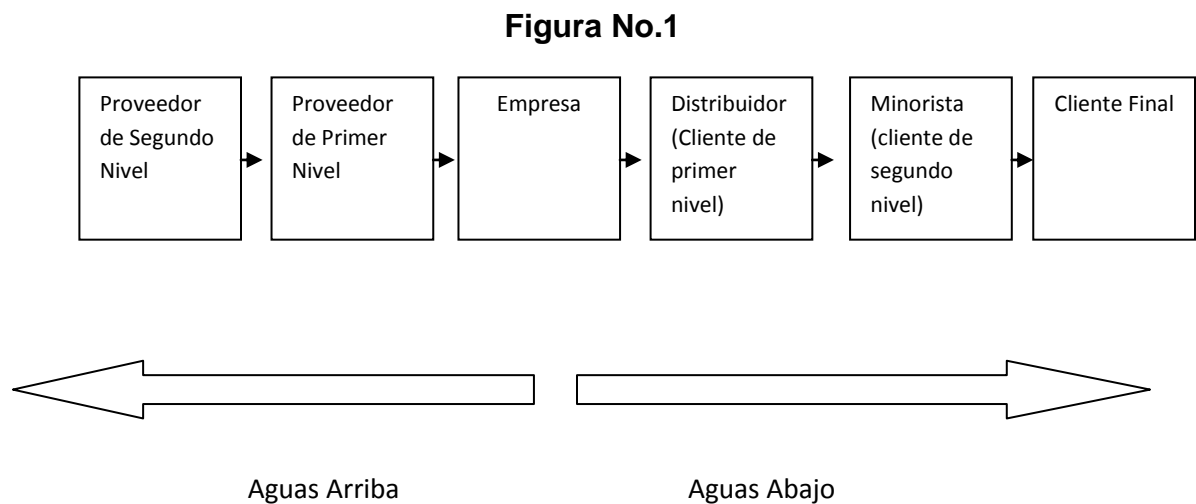 Figura No.1
Proveedor
de Segundo
Nivel
Proveedor
de Primer
Nivel
Empresa
Distribuidor
(Cliente de
primer
nivel)
Minorista
(cliente de
segundo
nivel)
Cliente Final
Aguas Arriba
Aguas Abajo